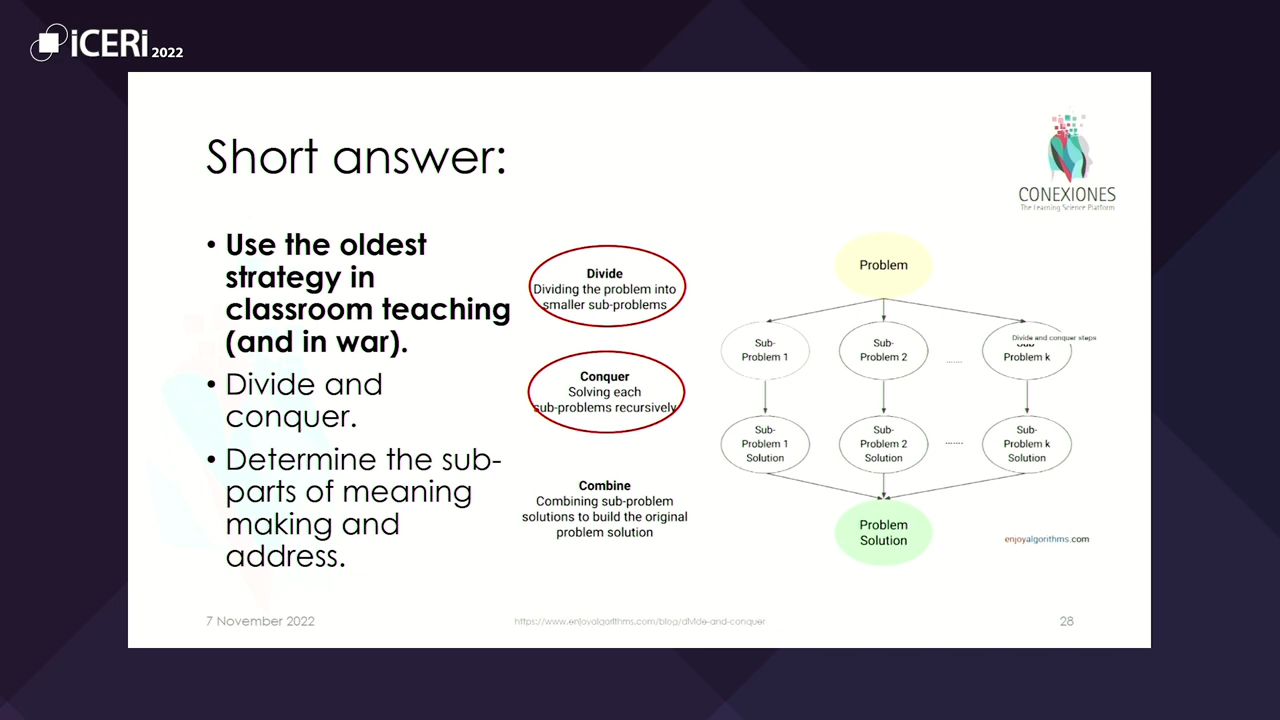 iCERi 2022
Short answer:
CONEXIONES
The Learning Science Platform
• Use the oldest
strategy in
classroom teaching
(and in war).
• Divide and
conquer.
• Determine the sub-
parts of meaning
making and
address.
Divide
Dividing the problem into
smaller sub-problems
Conquer
Solving each
sub-problems recursively
Combine
Combining sub-problem
solutions to build the original
problem solution
Problem
Sub-
Problem 1
Sub-
Problem 2
.......
Divide and conquer steps
Sub-
Problem k
Sub-
Problem 1
Solution
Sub-
Problem 2
Solution
.......
Sub-
Problem k
Solution
Problem
Solution
enjoyalgorithms.com
7 November 2022
https://www.enjoyalgorithms.com/blog/divide-and-conquer
28